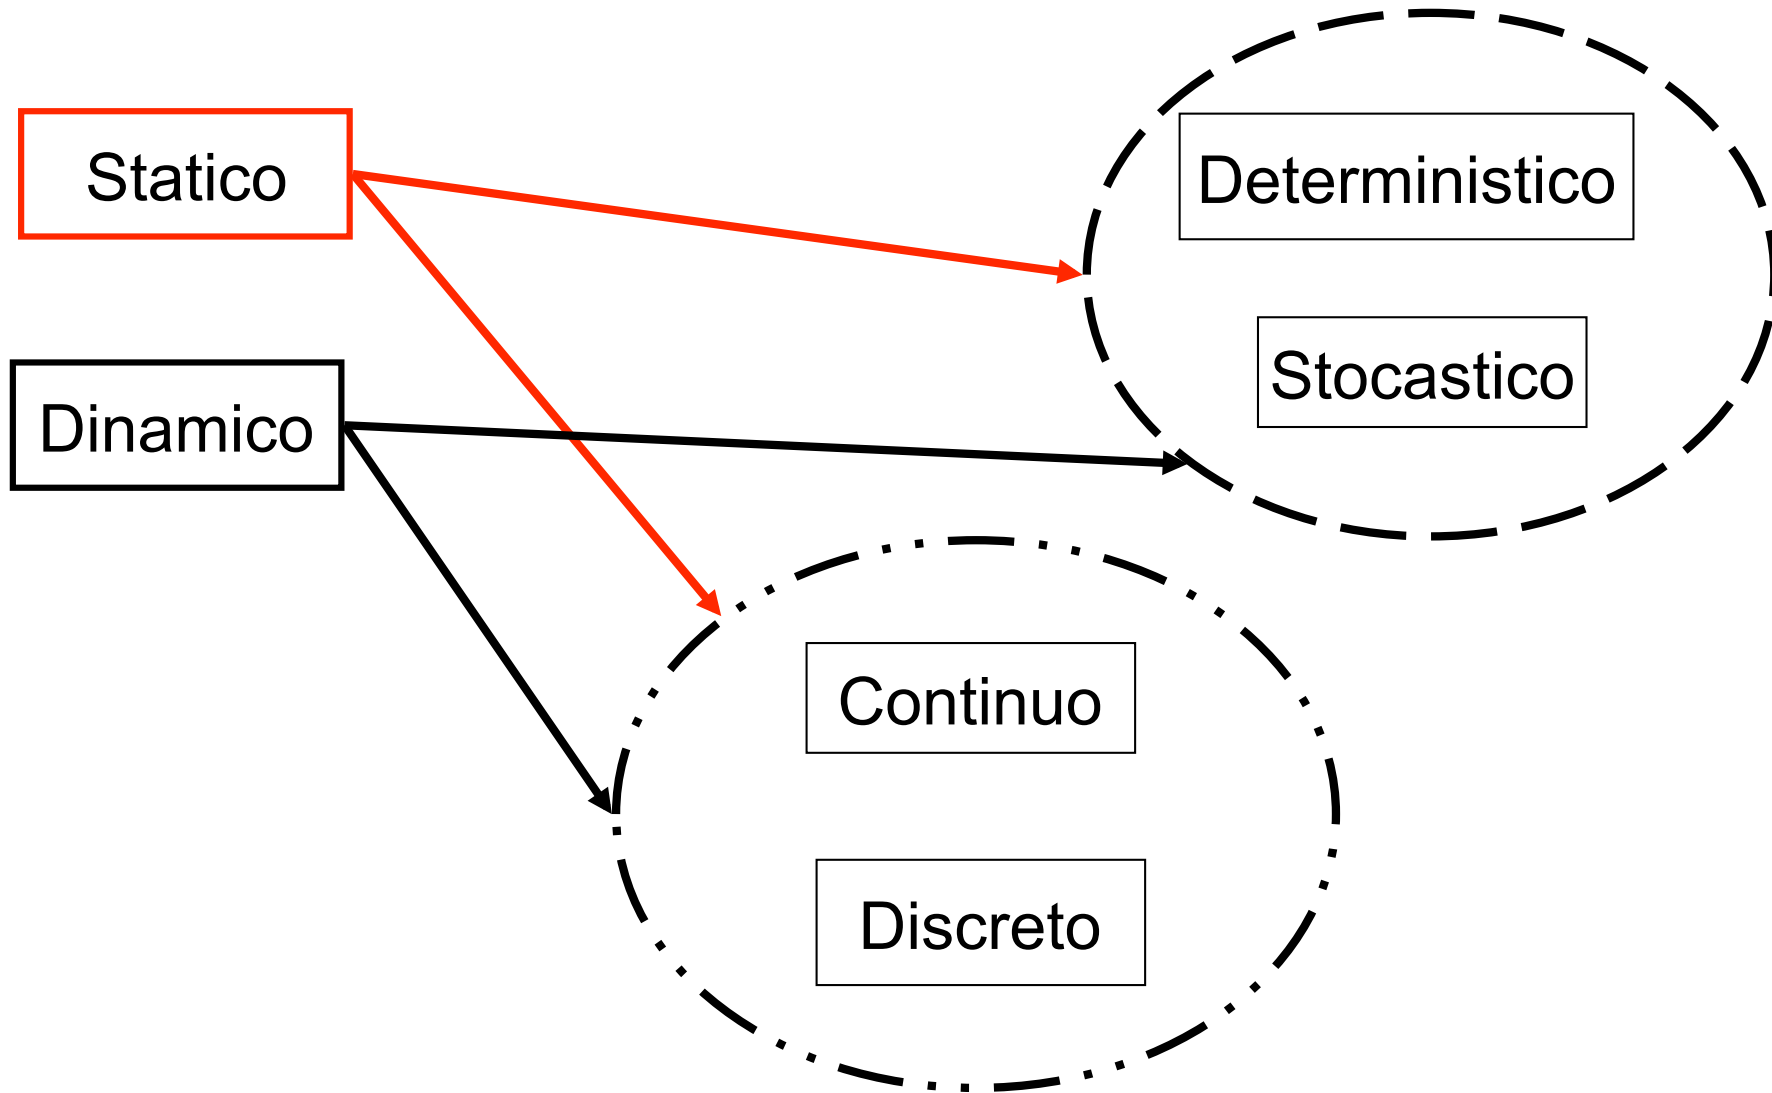 Statico
Dinamico
Deterministico
Stocastico
Continuo
Discreto